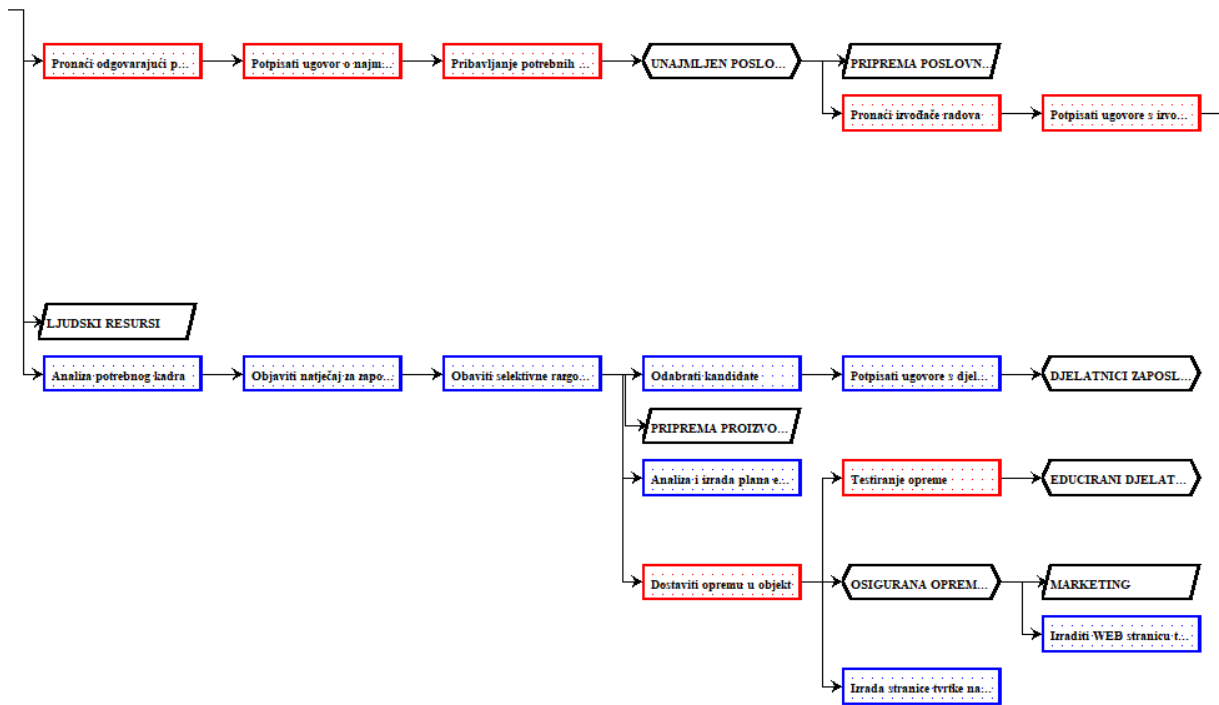 Pronaći odgovarajući p...
Potpisati ugovor o najm...
Pribavljanje potrebnih ...
UNAJMLJEN POSLO...
PRIPREMA POSLOVN...
Pronaći izvođače radova
Potpisati ugovore s izvo...
LJUDSKI RESURSI
Analiza potrebnog kadra
Objaviti natječaj za zapo...
Obaviti selektivne razgo...
Odabrati kandidate
Potpisati ugovore s djel...
DJELATNICI ZAPOSL...
PRIPREMA PROIZVO...
Analiza i izrada plana e...
Testiranje opreme
EDUCIRANI DJELAT...
Dostaviti opremu u objekt
OSIGURANA OPREM...
MARKETING
Izraditi WEB stranicu t...
Izrada stranice tvrtke na...